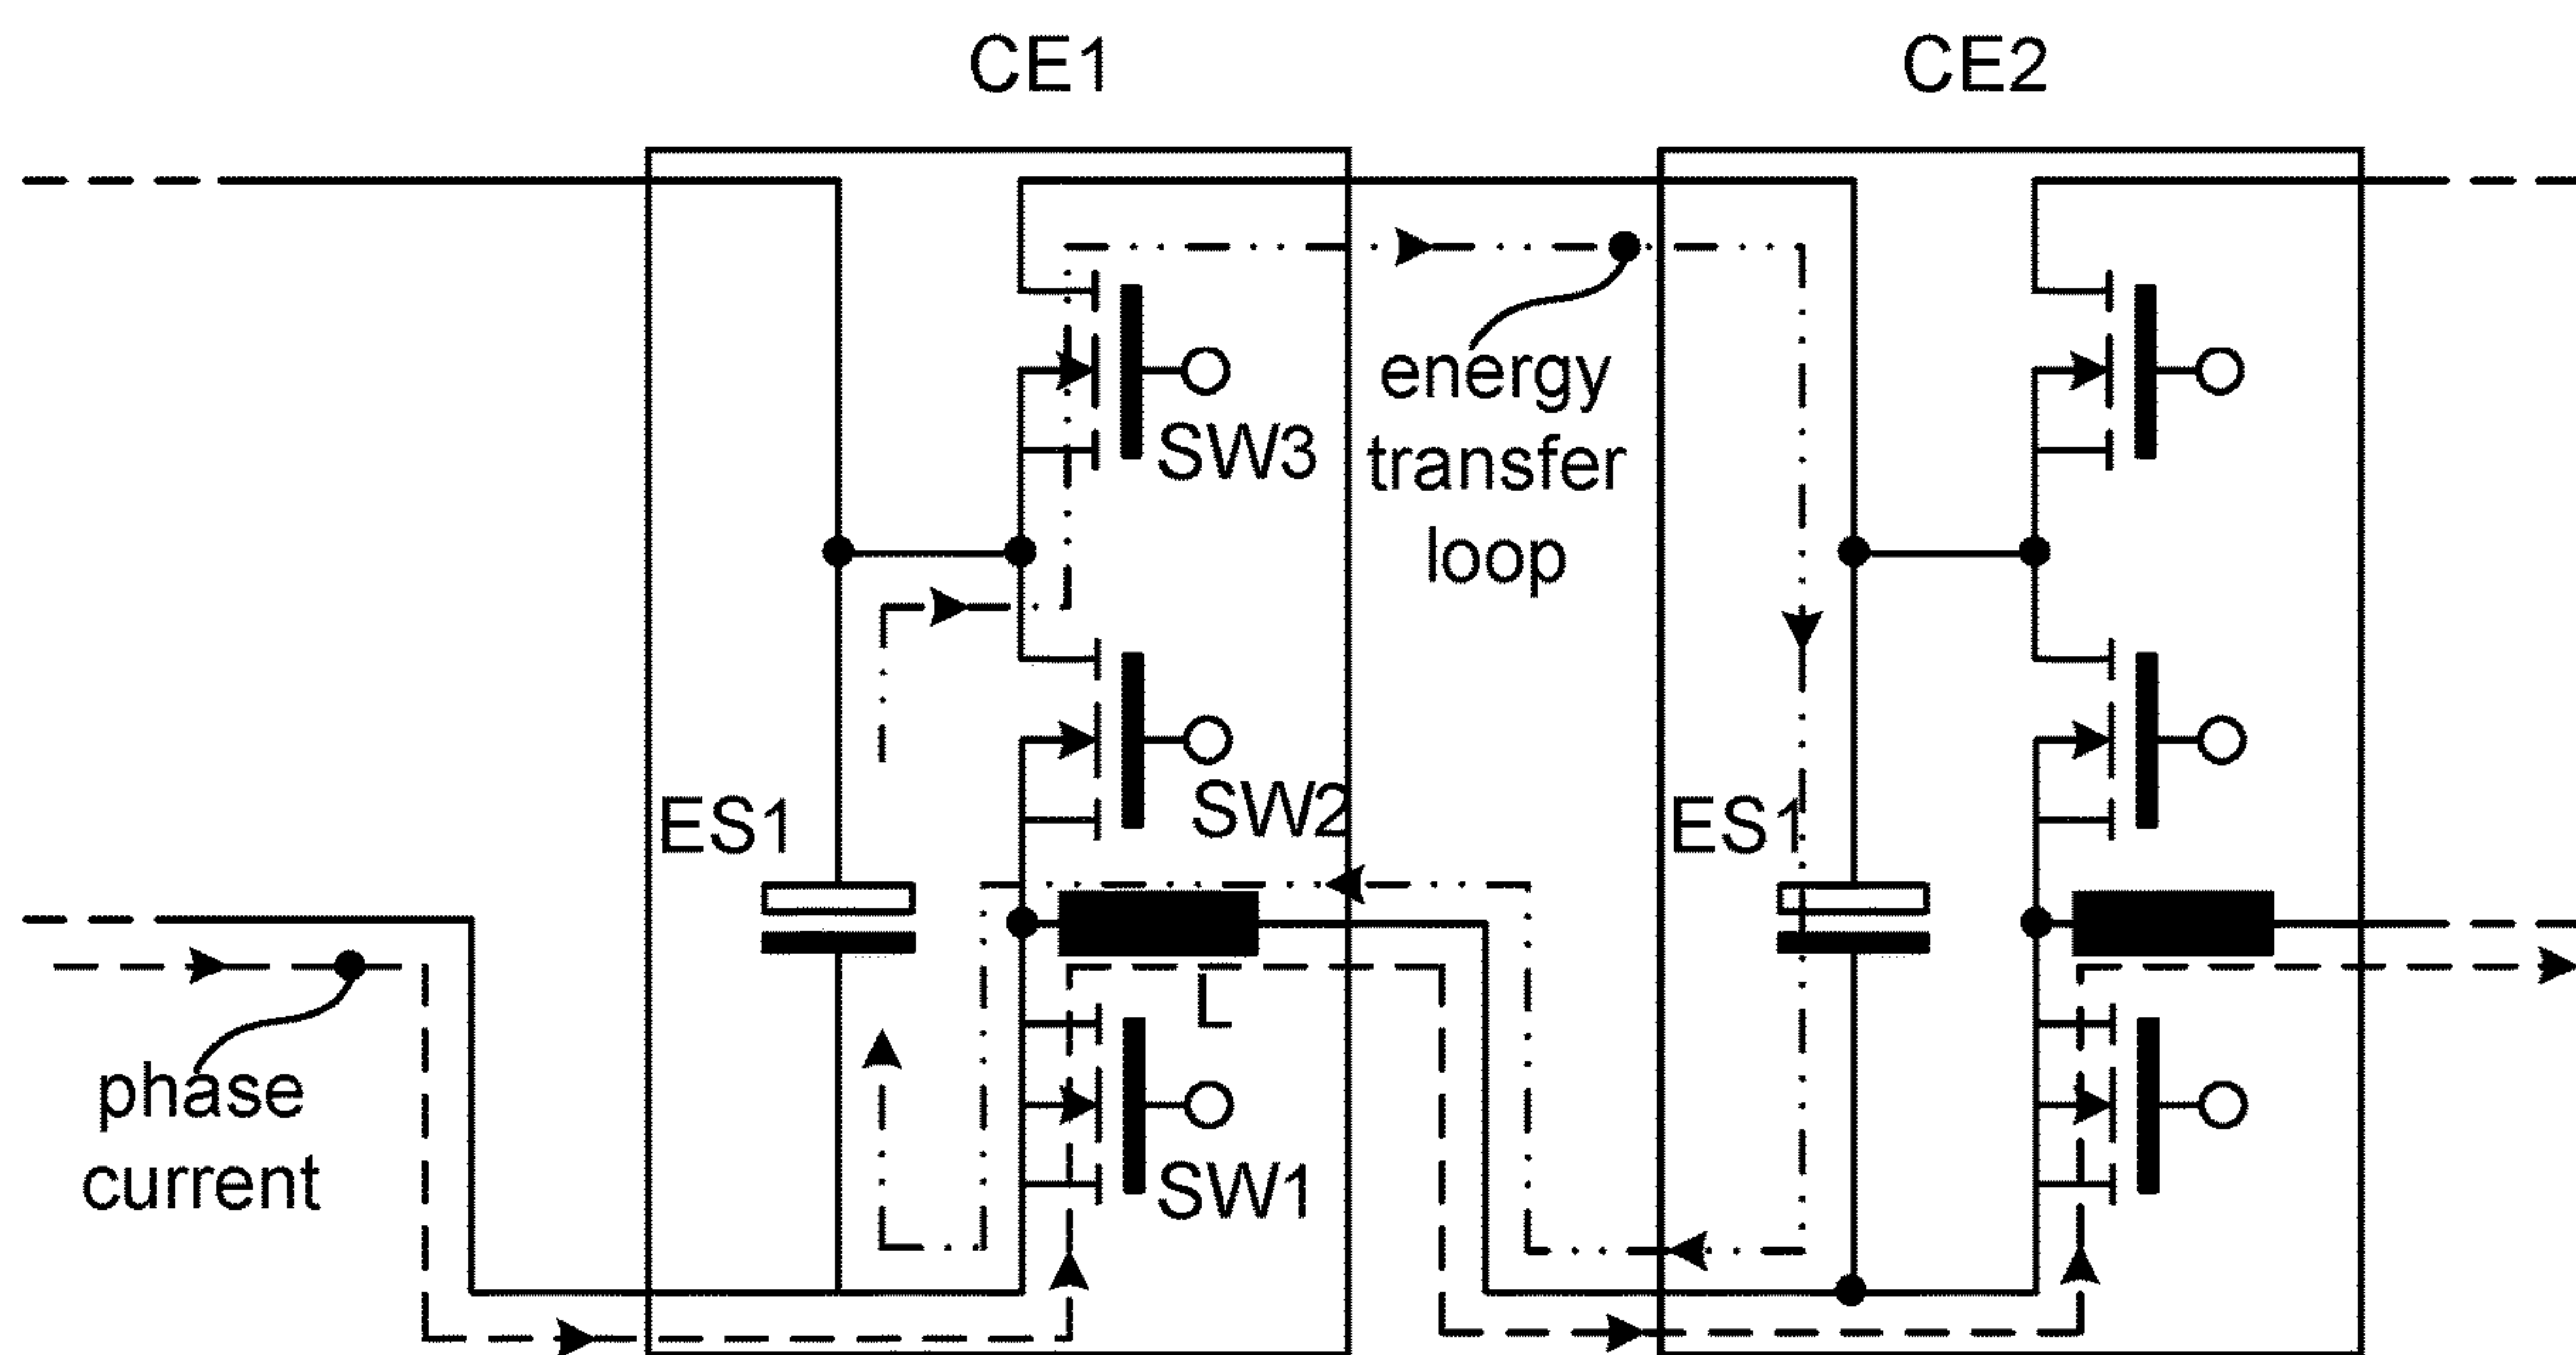 CE1
CE2
SW3
energy
transfer
loop
ES1
SW2
ES1
L
phase
current
SW1